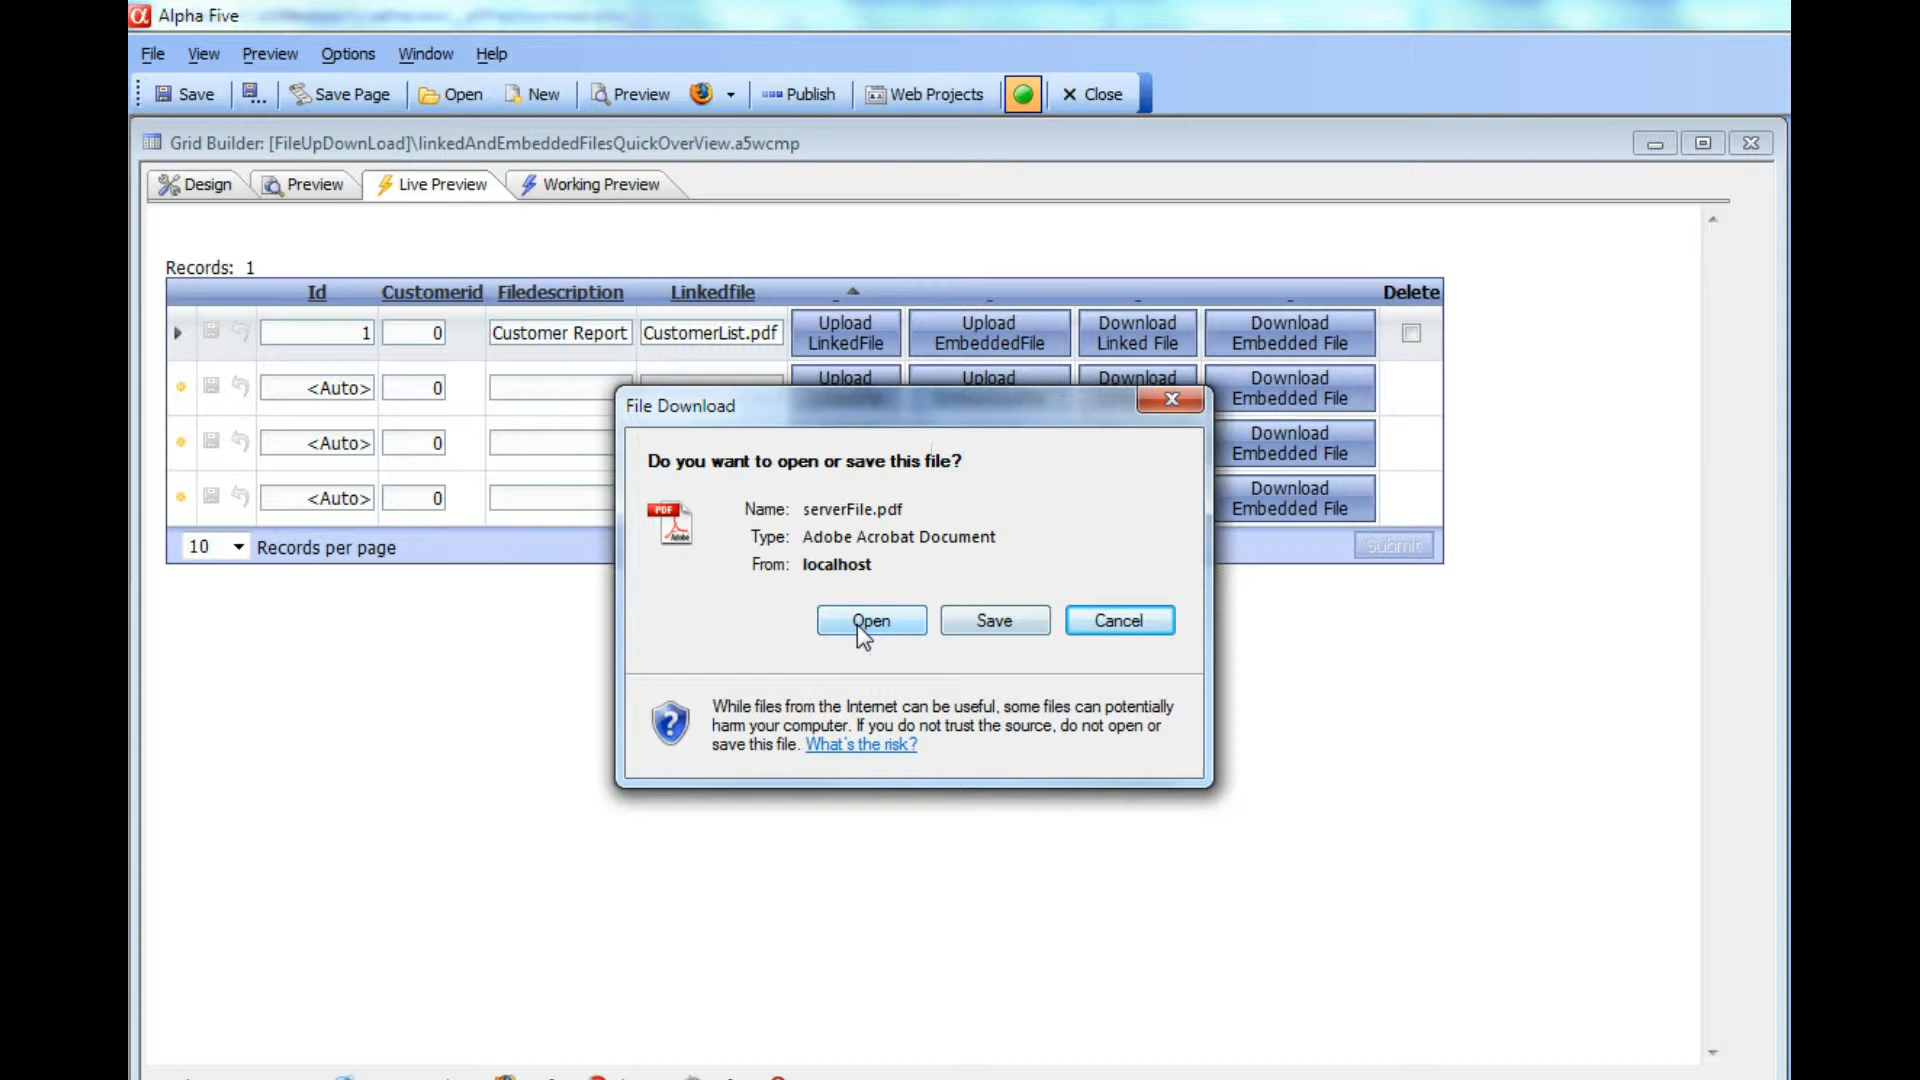 Alpha Five
File View Preview Options Window Help
Save ... Save Page Open New Preview Publish Web Projects Close
Grid Builder: [FileUpDownLoad]\linkedAndEmbeddedFilesQuickOverView.a5wcmp
Design Preview Live Preview Working Preview
Records: 1
Id Customerid Filedescription Linkedfile Delete
1 0 Customer Report CustomerList.pdf Upload LinkedFile Upload EmbeddedFile Download Linked File Download Embedded File
<Auto> 0 Upload Upload Download Download Embedded File
<Auto> 0 Download Embedded File
<Auto> 0 Download Embedded File
10 Records per page Submit
File Download
Do you want to open or save this file?
PDF
Adobe
Name: serverFile.pdf
Type: Adobe Acrobat Document
From: localhost
Open Save Cancel
While files from the Internet can be useful, some files can potentially
harm your computer. If you do not trust the source, do not open or
save this file. What's the risk?